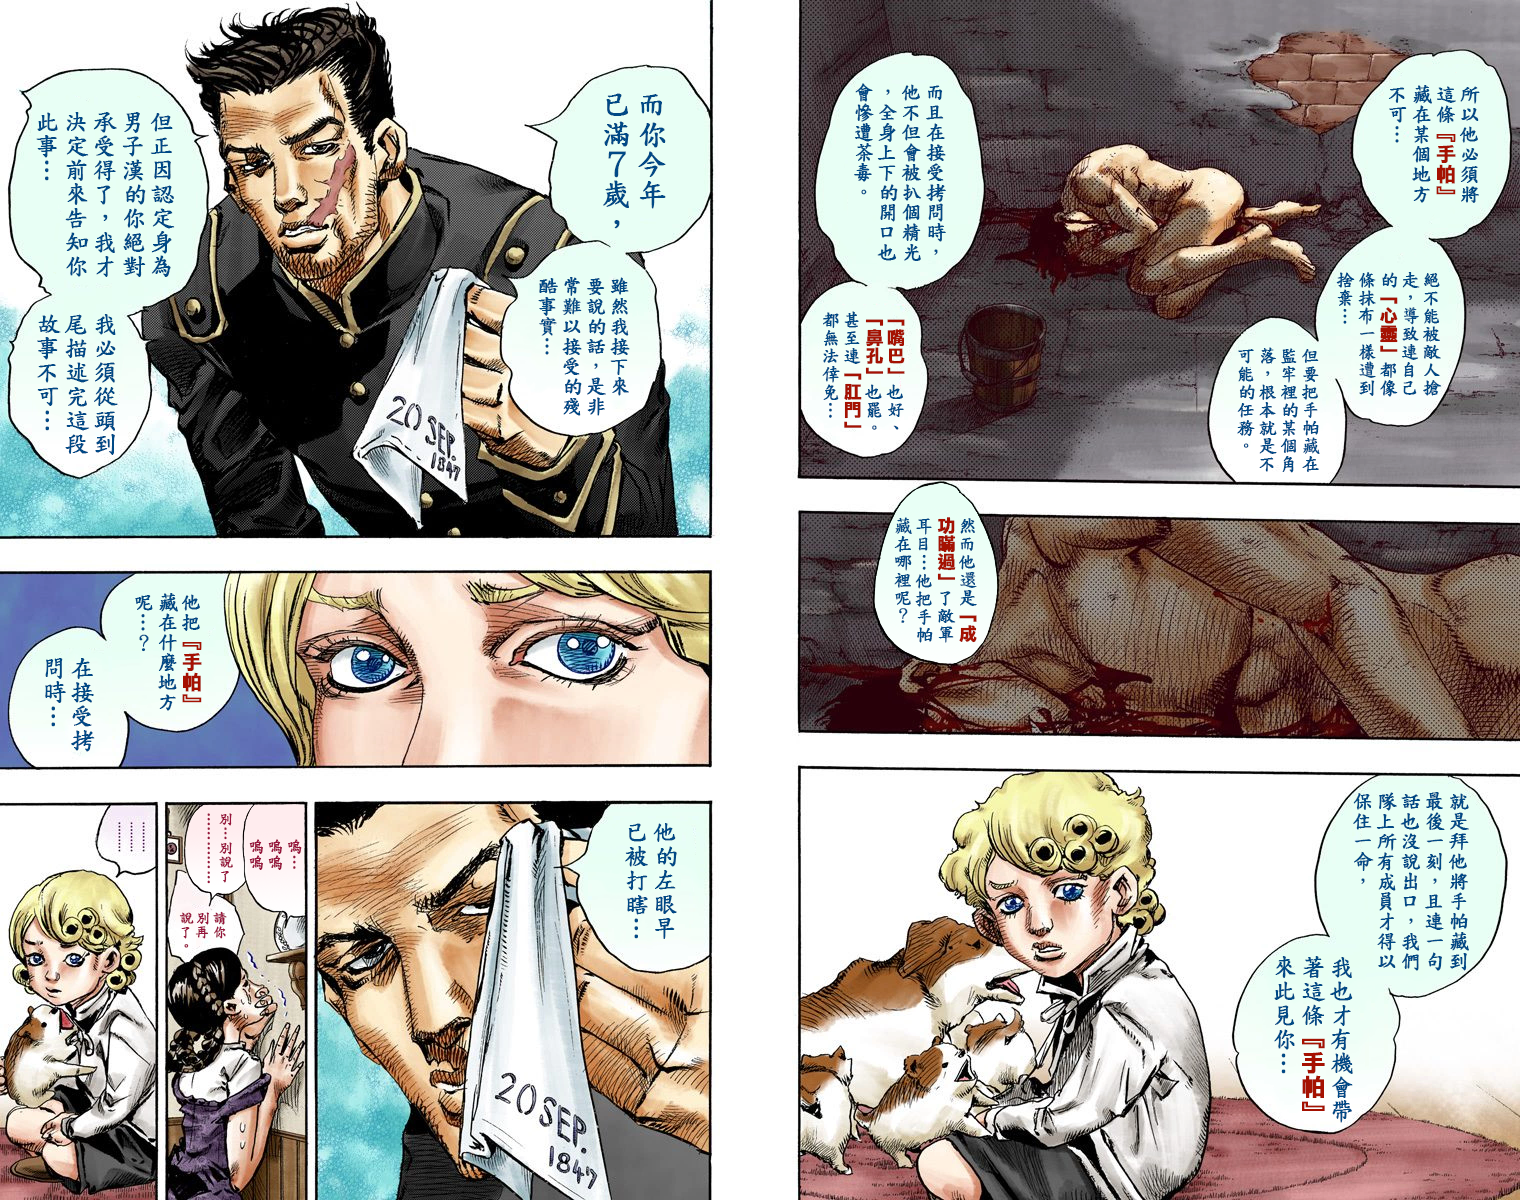 所以他必須將
這條『手帕』
藏在某個地方
不可…
絕不能被敵人搶
走，導致連自己
的「心靈」都像
條抹布一樣遭到
捨棄…
但要把手帕藏在
監牢裡的某個角
落，根本就是不
可能的任務。
而且在接受拷問時，
他不但會被扒個精光
，全身上下的開口也
會慘遭荼毒。
「嘴巴」也好、
「鼻孔」也罷。
甚至連「肛門」
都無法倖免…
然而他還是「成
功瞞過」了敵軍
耳目…他把手帕
藏在哪裡呢？
就是拜他將手帕藏到
最後一刻，且連一句
話也沒說出口，我們
隊上所有成員才得以
保住一命，
我也才有機會帶
著這條『手帕』
來此見你…
而你今年
已滿7歲，
雖然我接下來
要說的話，是非
常難以接受的殘
酷事實…
但正因認定身為
男子漢的你絕對
承受得了，我才
決定前來告知你
此事…
我必須從頭到
尾描述完這段
故事不可…
20 SEP.
1847
他把『手帕』
藏在什麼地方
呢…？
在接受拷
問時…
他的左眼早
已被打瞎…
20 SEP.
1847
嗚…
嗚嗚
嗚嗚
別…別說了
…………
請你
別再
說了。
……
……